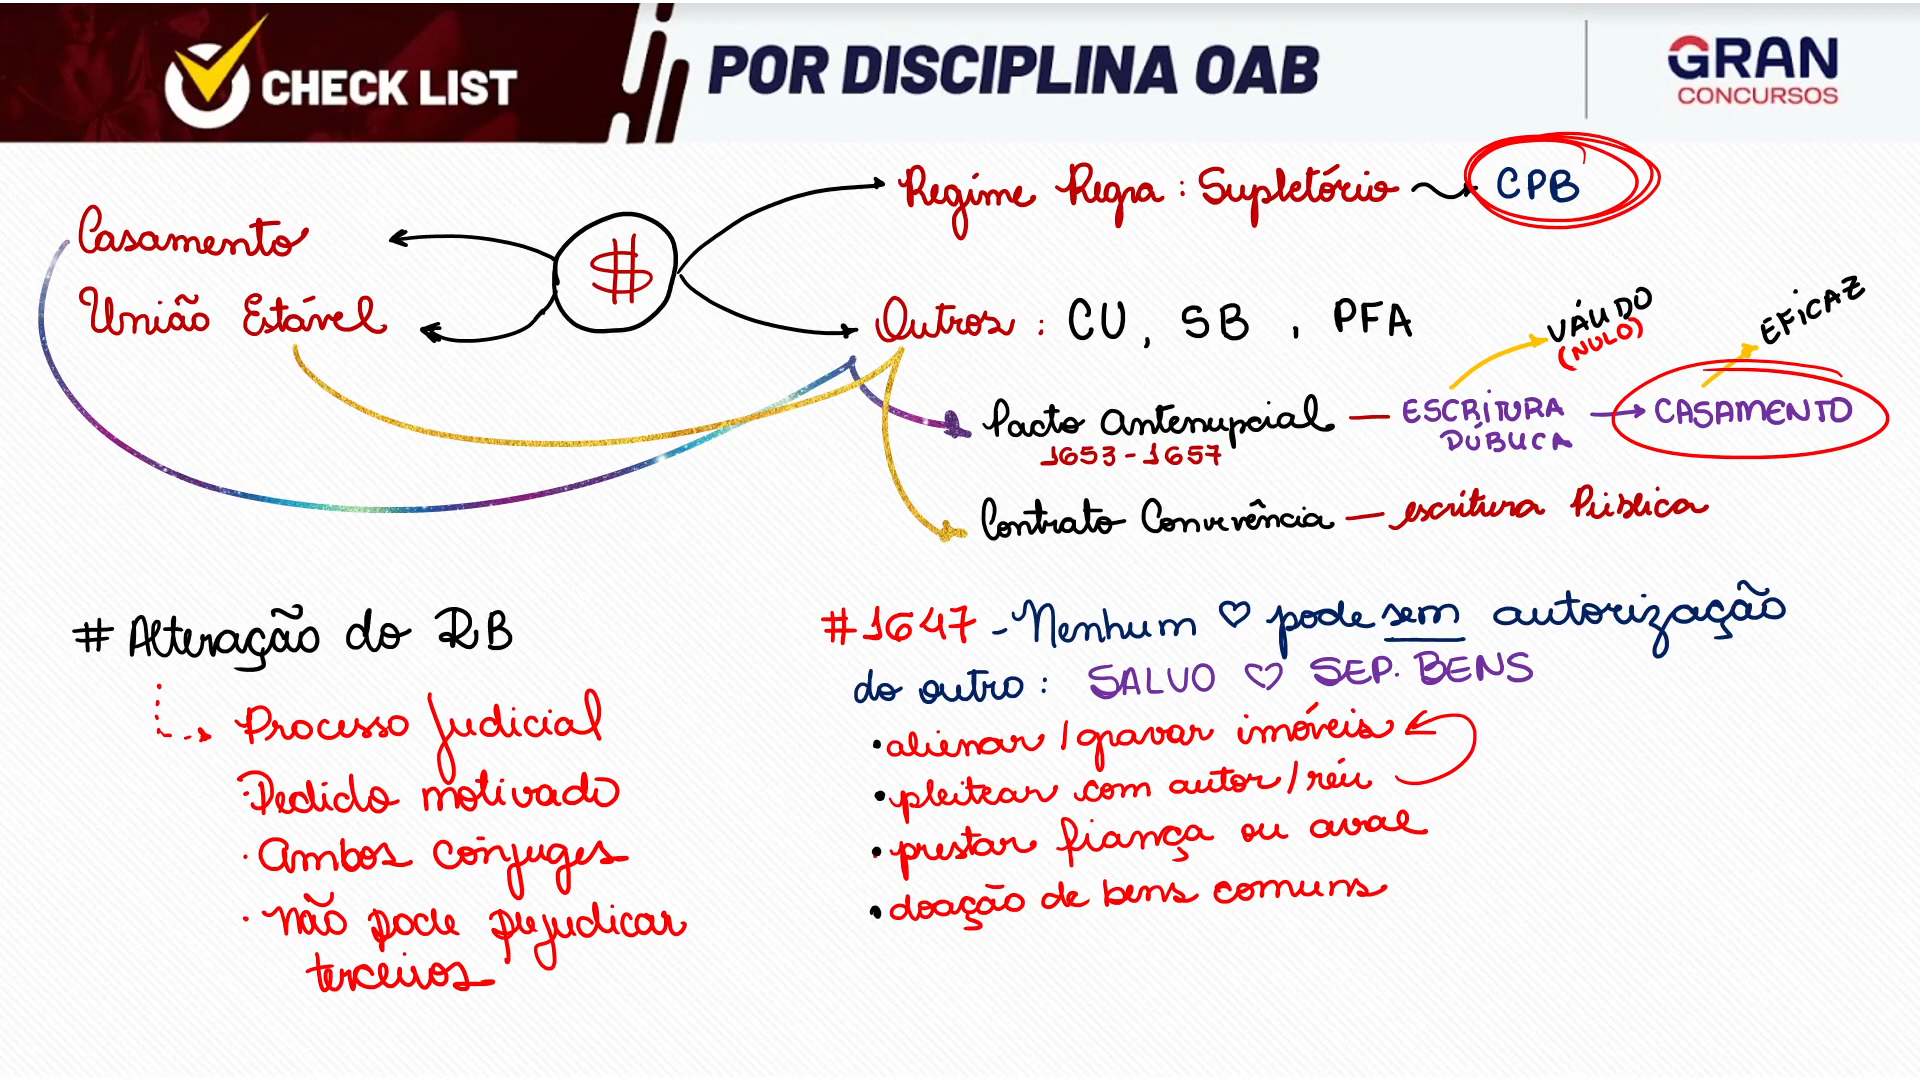 CHECK LIST
POR DISCIPLINA OAB
GRAN
CONCURSOS
Regime Regra : Supletório
CPB
Casamento
$
União Estável
Outros : CU, SB, PFA
VÁLIDO
(NULO)
EFICAZ
Pacto Antenupcial — ESCRITURA
PÚBLICA
CASAMENTO
1653-1657
Contrato Convivência — escritura Pública
# Alteração do RB
Processo Judicial
Pedido motivado
· Ambos cônjuges
· não pode prejudicar
terceiros
#1647 - Nenhum ♡ pode sem autorização
do outro : SALVO ♡ SEP. BENS
• alienar / gravar imóveis
• pleitear com autor/réu
• prestar fiança ou aval
• doação de bens comuns